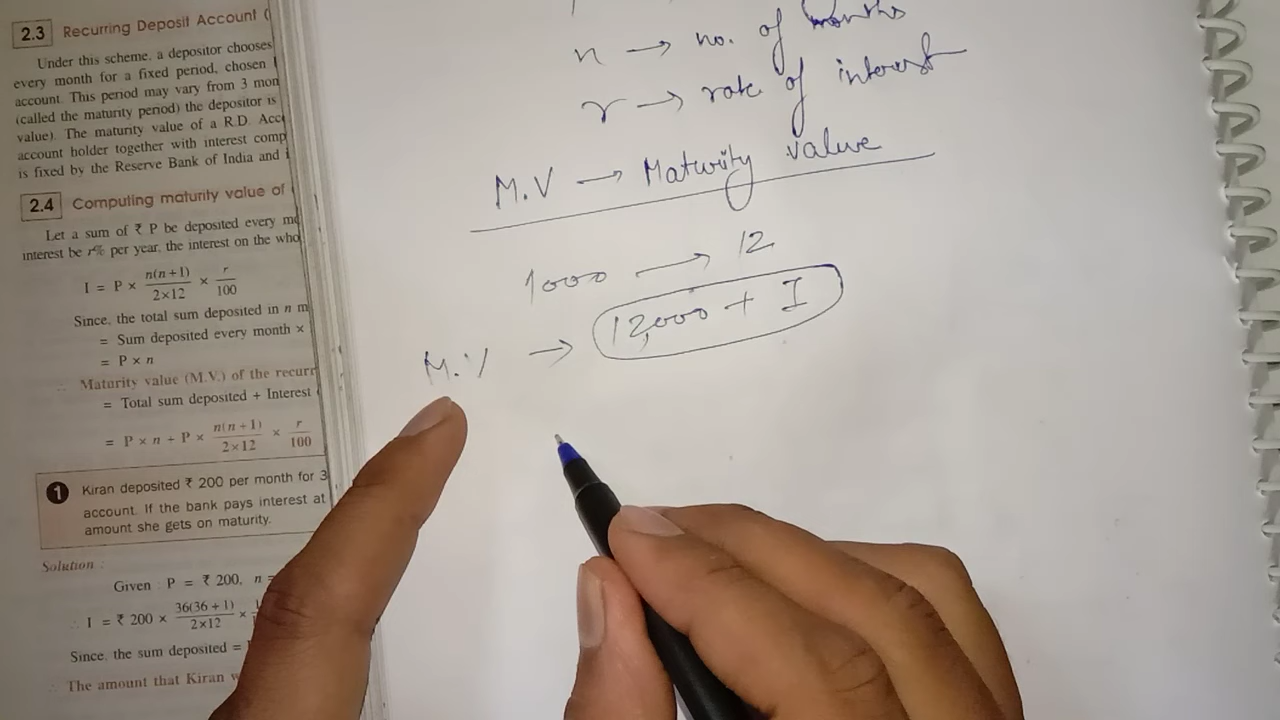 2.3 Recurring Deposit Account (
Under this scheme, a depositor chooses
every month for a fixed period, chosen
account. This period may vary from 3 mon
(called the maturity period) the depositor is
value). The maturity value of a R.D. Acc
account holder together with interest comp
is fixed by the Reserve Bank of India and i
2.4 Computing maturity value of
Let a sum of ₹ P be deposited every mo
interest be r% per year, the interest on the who
I = P × n(n+1)/2×12 × r/100
Since, the total sum deposited in n m
= Sum deposited every month ×
= P × n
∴ Maturity value (M.V.) of the recurr
= Total sum deposited + Interest
= P × n + P × n(n+1)/2×12 × r/100
1 Kiran deposited ₹ 200 per month for 3
account. If the bank pays interest at
amount she gets on maturity.
Solution :
Given : P = ₹ 200, n =
∴ I = ₹ 200 × 36(36+1)/2×12 ×
Since, the sum deposited =
∴ The amount that Kiran
n → no. of months
r → rate of interest
M.V → Maturity value
1000 → 12
M.V → 12,000 + I